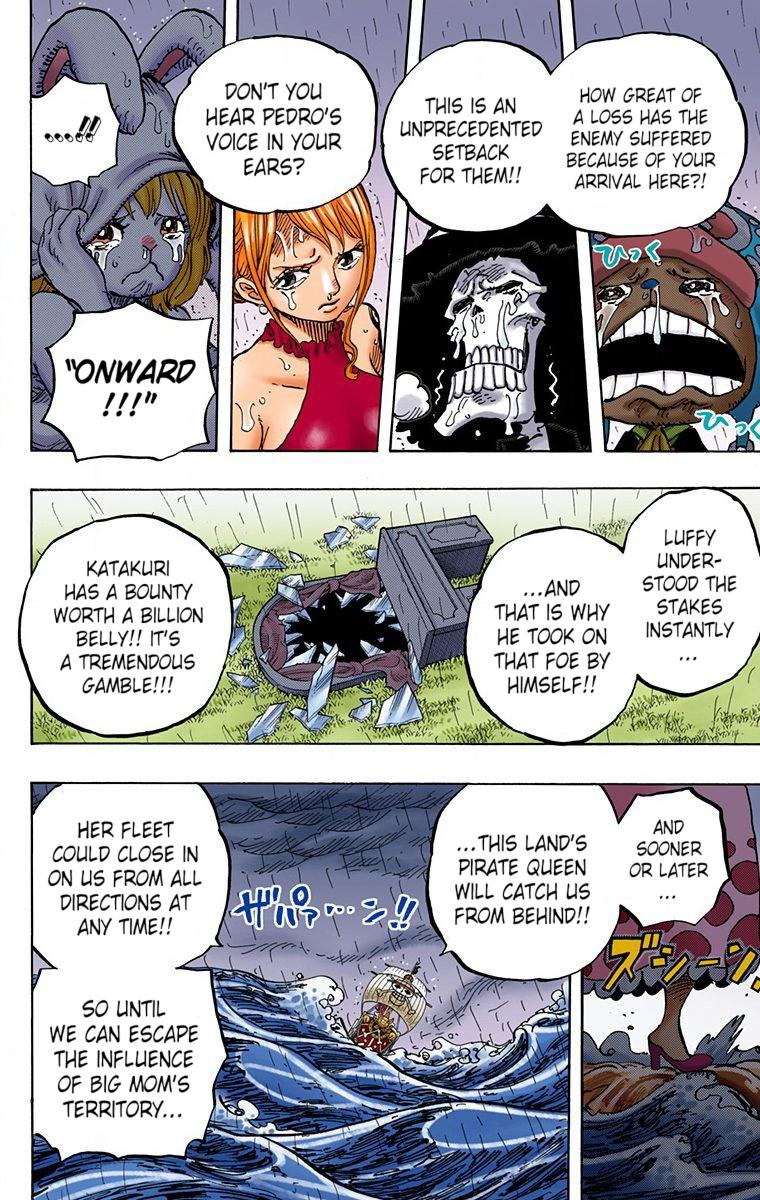 HOW GREAT OF
A LOSS HAS THE
ENEMY SUFFERED
BECAUSE OF YOUR
ARRIVAL HERE?!
ひっく
ひっく
THIS IS AN
UNPRECEDENTED
SETBACK
FOR THEM!!
DON'T YOU
HEAR PEDRO'S
VOICE IN YOUR
EARS?
....!!
"ONWARD
!!!"
LUFFY
UNDER-
STOOD THE
STAKES
INSTANTLY
...
...AND
THAT IS WHY
HE TOOK ON
THAT FOE BY
HIMSELF!!
KATAKURI
HAS A BOUNTY
WORTH A BILLION
BELLY!! IT'S
A TREMENDOUS
GAMBLE!!!
AND
SOONER
OR LATER
...
ズシーーン
...THIS LAND'S
PIRATE QUEEN
WILL CATCH US
FROM BEHIND!!
ザパァ…ン!!
HER FLEET
COULD CLOSE IN
ON US FROM ALL
DIRECTIONS AT
ANY TIME!!
SO UNTIL
WE CAN ESCAPE
THE INFLUENCE
OF BIG MOM'S
TERRITORY...